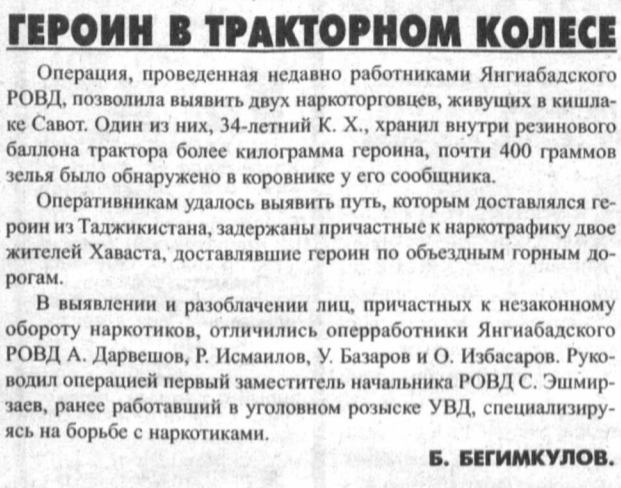 ГЕРОИН В ТРАКТОРНОМ КОЛЕСЕ
Операция, проведенная недавно работниками Янгиабадского
РОВД, позволила выявить двух наркоторговцев, живущих в кишла-
ке Савот. Один из них, 34-летний К. Х., хранил внутри резинового
баллона трактора более килограмма героина, почти 400 граммов
зелья было обнаружено в коровнике у его сообщника.
Оперативникам удалось выявить путь, которым доставлялся ге-
роин из Таджикистана, задержаны причастные к наркотрафику двое
жителей Хаваста, доставлявшие героин по объездным горным до-
рогам.
В выявлении и разоблачении лиц, причастных к незаконному
обороту наркотиков, отличились оперработники Янгиабадского
РОВД А. Дарвешов, Р. Исмаилов, У. Базаров и О. Избасаров. Руко-
водил операцией первый заместитель начальника РОВД С. Эшмир-
заев, ранее работавший в уголовном розыске УВД, специализиру-
ясь на борьбе с наркотиками.
Б. БЕГИМКУЛОВ.